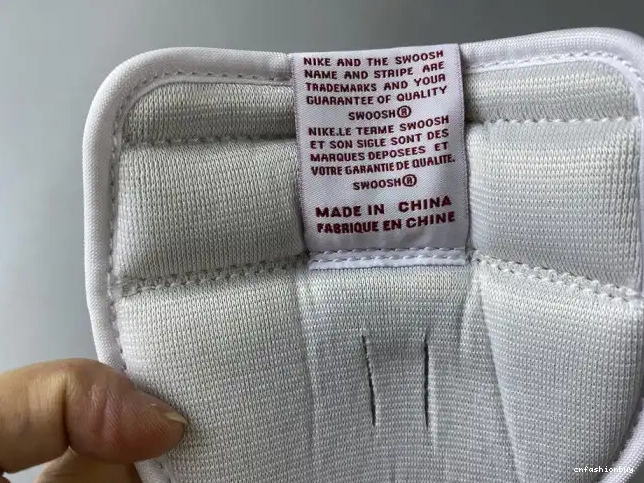 NIKE AND THE SWOOSH
NAME AND STRIPE ARE
TRADEMARKS AND YOUR
GUARANTEE OF QUALITY
SWOOSH®
NIKE.LE TERME SWOOSH
ET SON SIGLE SONT DES
MARQUES DEPOSEES ET
VOTRE GARANTIE DE QUALITE.
SWOOSH®
MADE IN CHINA
FABRIQUE EN CHINE
cnfashionbuy